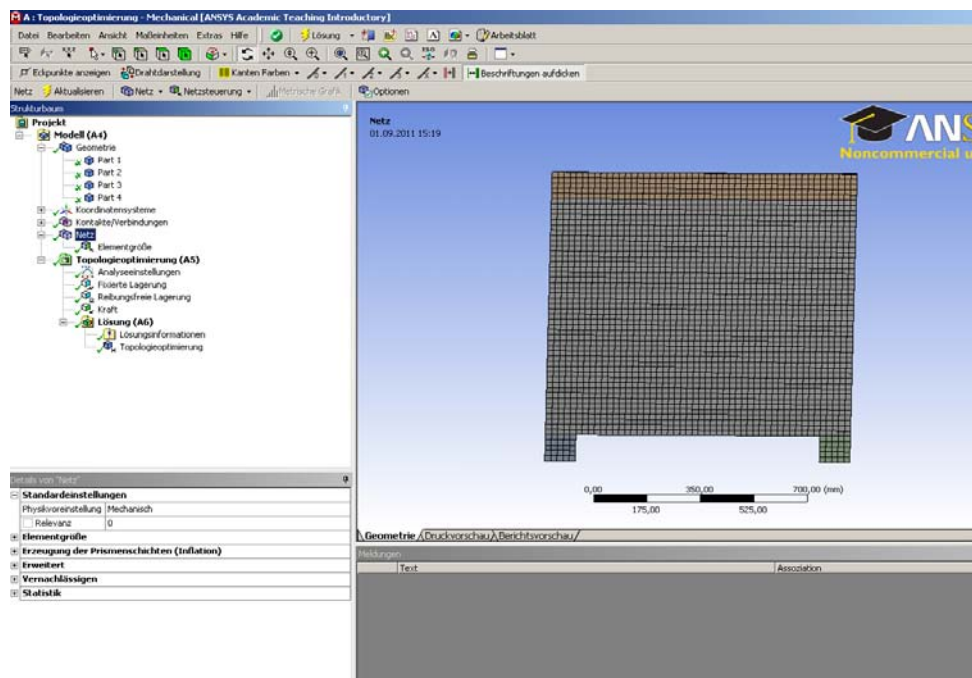 A : Topologieoptimierung - Mechanical [ANSYS Academic Teaching Introductory]
Datei Bearbeiten Ansicht Maßeinheiten Extras Hilfe Lösung A Arbeitsblatt
Eckpunkte anzeigen Drahtdarstellung Kanten Farben Beschriftungen aufdicken
Netz Aktualisieren Netz Netzsteuerung Metrische Grafik Optionen
Strukturbaum
Projekt
Modell (A4)
Geometrie
Part 1
Part 2
Part 3
Part 4
Koordinatensysteme
Kontakte/Verbindungen
Netz
Elementgröße
Topologieoptimierung (A5)
Analyseeinstellungen
Fixierte Lagerung
Reibungsfreie Lagerung
Kraft
Lösung (A6)
Lösungsinformationen
Topologieoptimierung
Details von "Netz"
Standardeinstellungen
Physikvoreinstellung Mechanisch
Relevanz 0
Elementgröße
Erzeugung der Prismenschichten (Inflation)
Erweitert
Vernachlässigen
Statistik
Netz
01.09.2011 15:19
ANS
Noncommercial u
0,00 350,00 700,00 (mm)
175,00 525,00
Geometrie Druckvorschau Berichtsvorschau
Meldungen
Text Assoziation